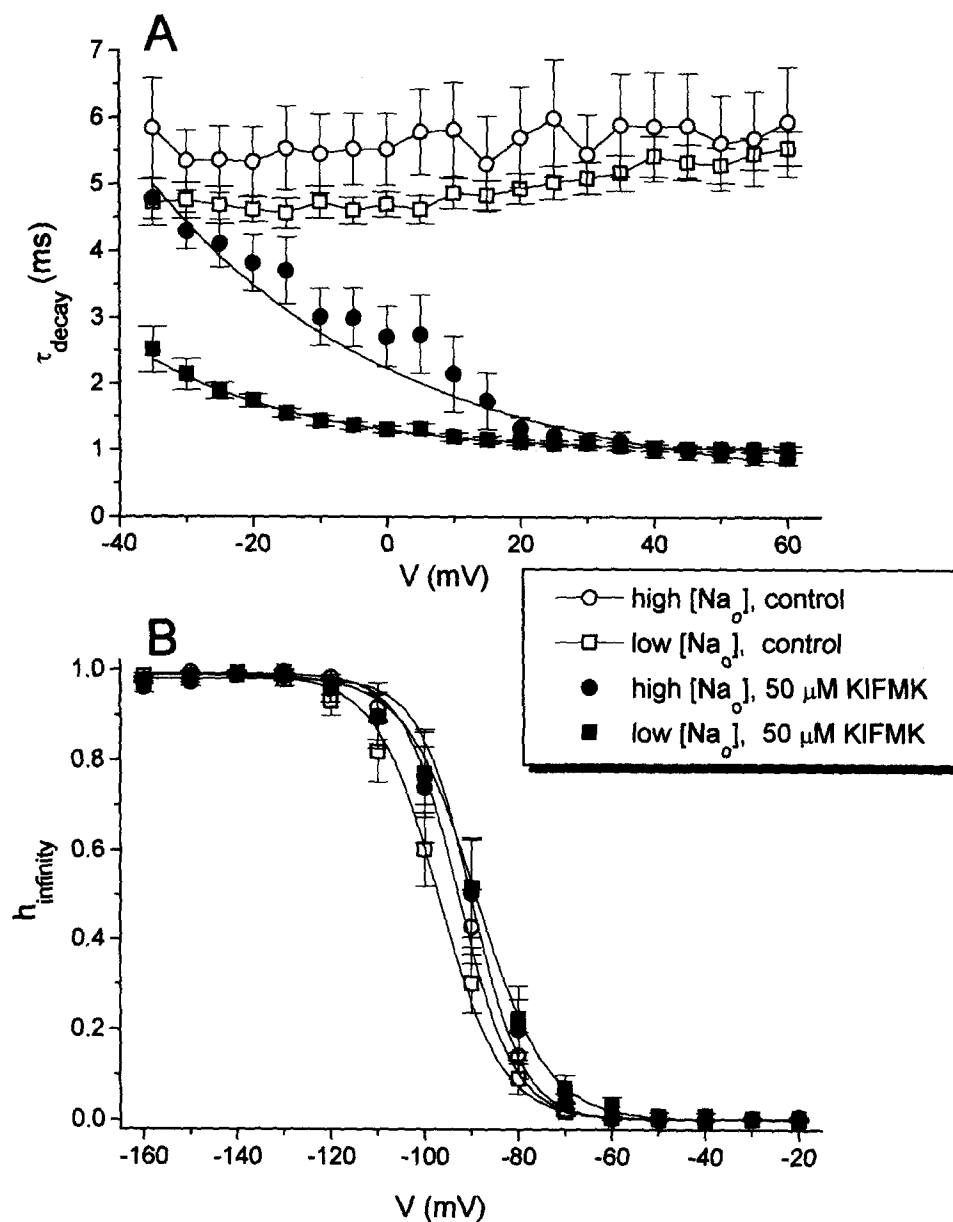 A
7
6
5
4
3
2
1
0
τdecay (ms)
-40 -20 0 20 40 60
V (mV)
high [Nao], control
low [Nao], control
high [Nao], 50 μM KIFMK
low [Nao], 50 μM KIFMK
B
1.0
0.8
0.6
0.4
0.2
0.0
hinfinity
-160 -140 -120 -100 -80 -60 -40 -20
V (mV)